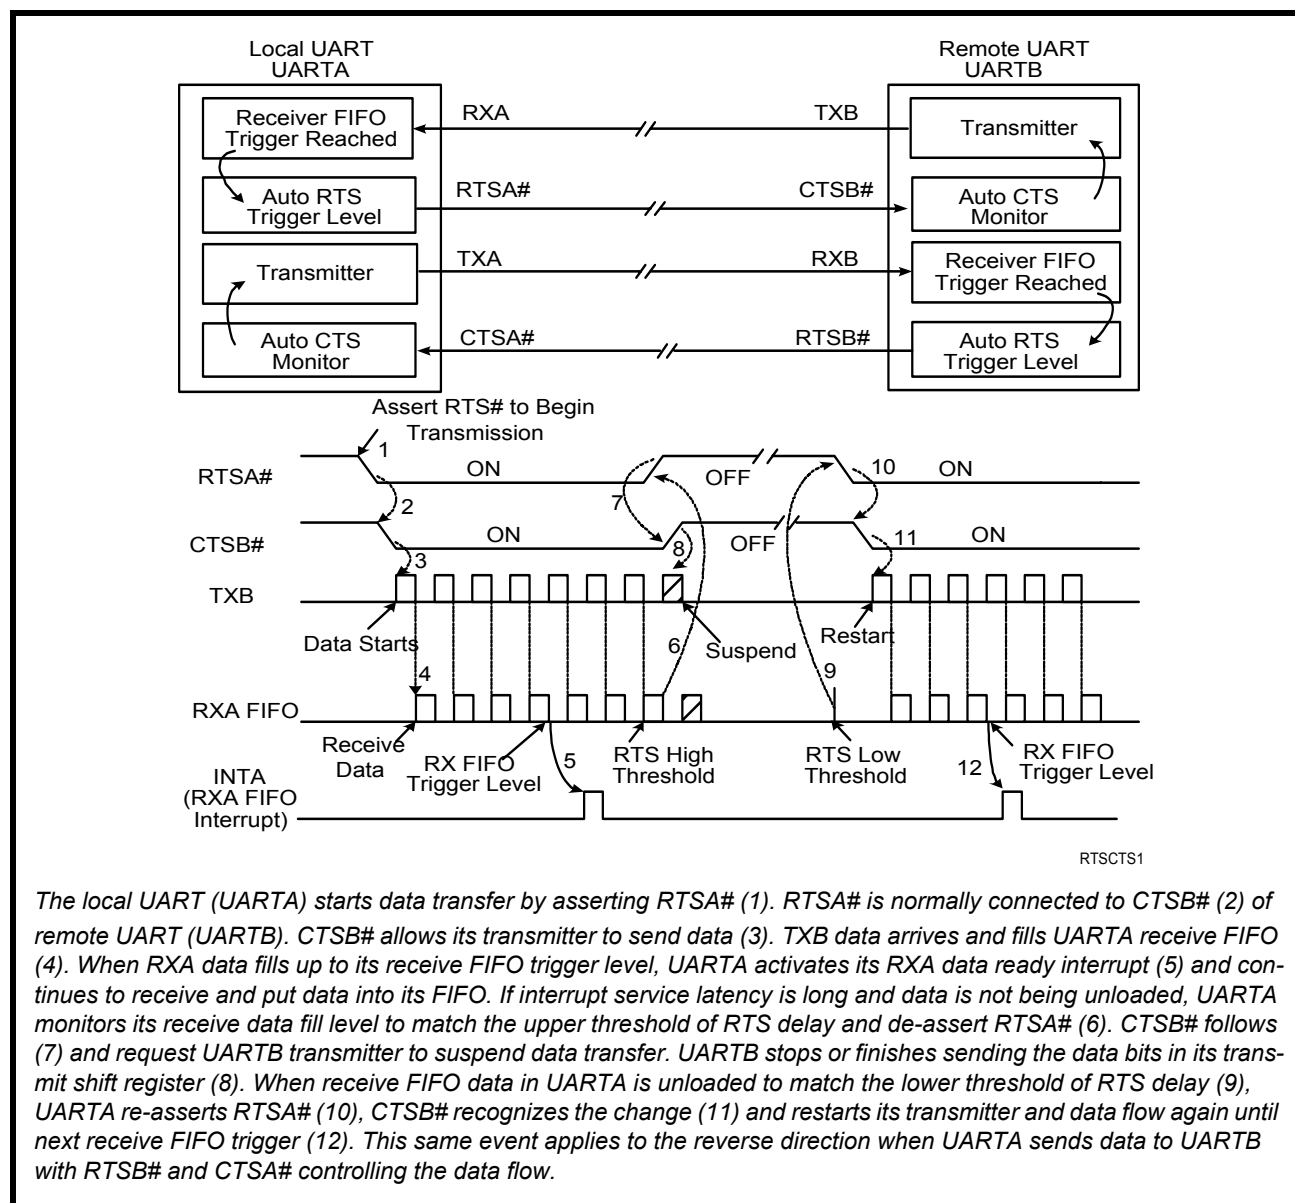 Local UART
UARTA
Remote UART
UARTB
Receiver FIFO
Trigger Reached
RXA
TXB
Transmitter
Auto RTS
Trigger Level
RTSA#
CTSB#
Auto CTS
Monitor
Transmitter
TXA
RXB
Receiver FIFO
Trigger Reached
Auto CTS
Monitor
CTSA#
RTSB#
Auto RTS
Trigger Level
Assert RTS# to Begin
Transmission
RTSA#
1
ON
7
OFF
10
ON
2
CTSB#
ON
8
OFF
11
ON
3
TXB
Data Starts
6
Suspend
Restart
4
9
RXA FIFO
Receive
Data
RX FIFO
Trigger Level
5
RTS High
Threshold
RTS Low
Threshold
12
RX FIFO
Trigger Level
INTA
(RXA FIFO
Interrupt)
RTSCTS1
The local UART (UARTA) starts data transfer by asserting RTSA# (1). RTSA# is normally connected to CTSB# (2) of
remote UART (UARTB). CTSB# allows its transmitter to send data (3). TXB data arrives and fills UARTA receive FIFO
(4). When RXA data fills up to its receive FIFO trigger level, UARTA activates its RXA data ready interrupt (5) and con-
tinues to receive and put data into its FIFO. If interrupt service latency is long and data is not being unloaded, UARTA
monitors its receive data fill level to match the upper threshold of RTS delay and de-assert RTSA# (6). CTSB# follows
(7) and request UARTB transmitter to suspend data transfer. UARTB stops or finishes sending the data bits in its trans-
mit shift register (8). When receive FIFO data in UARTA is unloaded to match the lower threshold of RTS delay (9),
UARTA re-asserts RTSA# (10), CTSB# recognizes the change (11) and restarts its transmitter and data flow again until
next receive FIFO trigger (12). This same event applies to the reverse direction when UARTA sends data to UARTB
with RTSB# and CTSA# controlling the data flow.